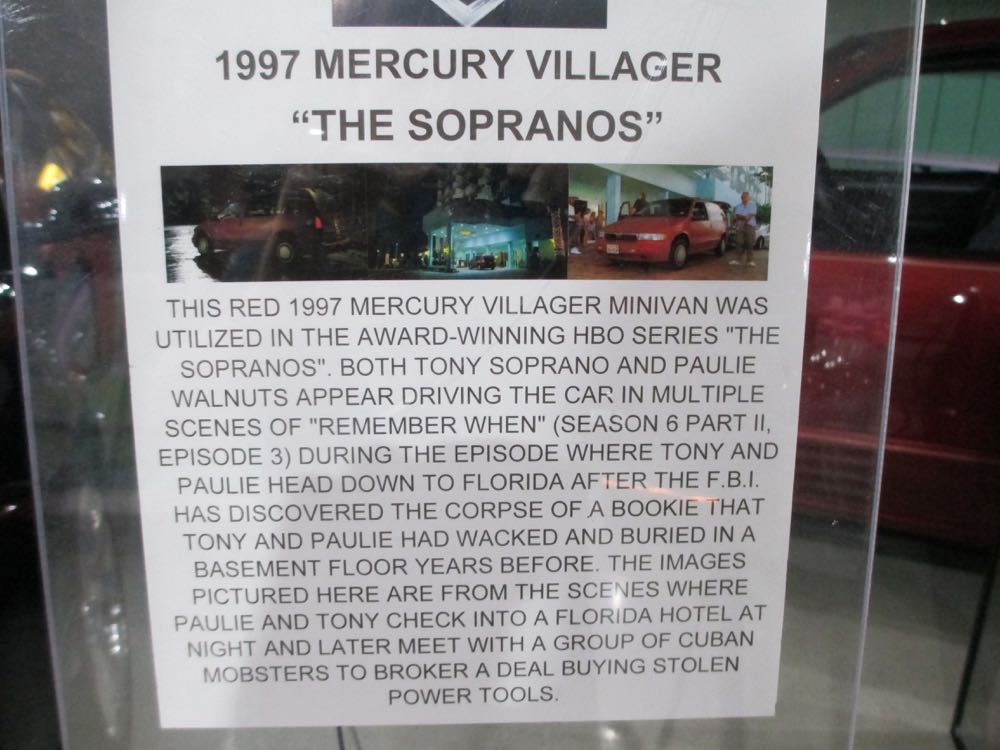 1997 MERCURY VILLAGER
“THE SOPRANOS”
THIS RED 1997 MERCURY VILLAGER MINIVAN WAS
UTILIZED IN THE AWARD-WINNING HBO SERIES "THE
SOPRANOS". BOTH TONY SOPRANO AND PAULIE
WALNUTS APPEAR DRIVING THE CAR IN MULTIPLE
SCENES OF "REMEMBER WHEN" (SEASON 6 PART II,
EPISODE 3) DURING THE EPISODE WHERE TONY AND
PAULIE HEAD DOWN TO FLORIDA AFTER THE F.B.I.
HAS DISCOVERED THE CORPSE OF A BOOKIE THAT
TONY AND PAULIE HAD WACKED AND BURIED IN A
BASEMENT FLOOR YEARS BEFORE. THE IMAGES
PICTURED HERE ARE FROM THE SCENES WHERE
PAULIE AND TONY CHECK INTO A FLORIDA HOTEL AT
NIGHT AND LATER MEET WITH A GROUP OF CUBAN
MOBSTERS TO BROKER A DEAL BUYING STOLEN
POWER TOOLS.